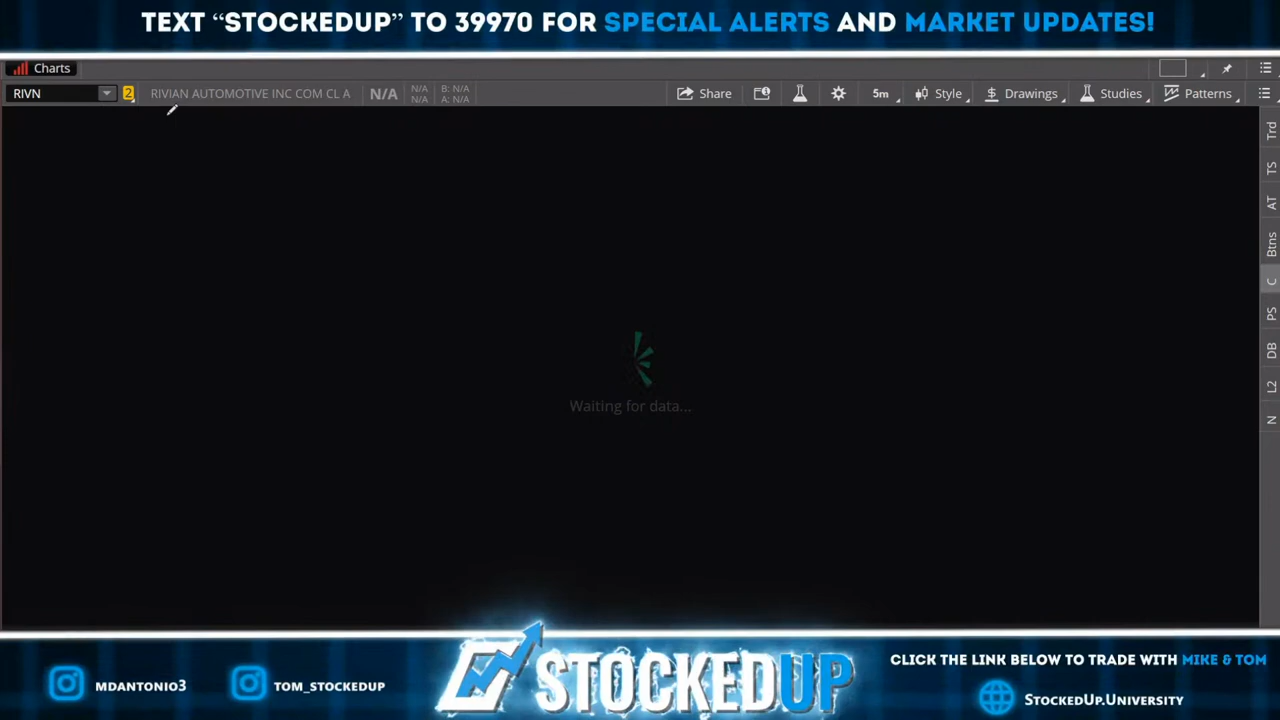 TEXT “STOCKEDUP” TO 39970 FOR SPECIAL ALERTS AND MARKET UPDATES!
Charts
RIVN 2 RIVIAN AUTOMOTIVE INC COM CL A N/A N/A B: N/A
N/A A: N/A
Share 5m Style $ Drawings Studies Patterns
Trd
TS
AT
Btns
C
PS
DB
L2
N
Waiting for data...
MDANTONIO3
TOM_STOCKEDUP
STOCKEDUP
CLICK THE LINK BELOW TO TRADE WITH MIKE & TOM
STOCKEDUP.UNIVERSITY